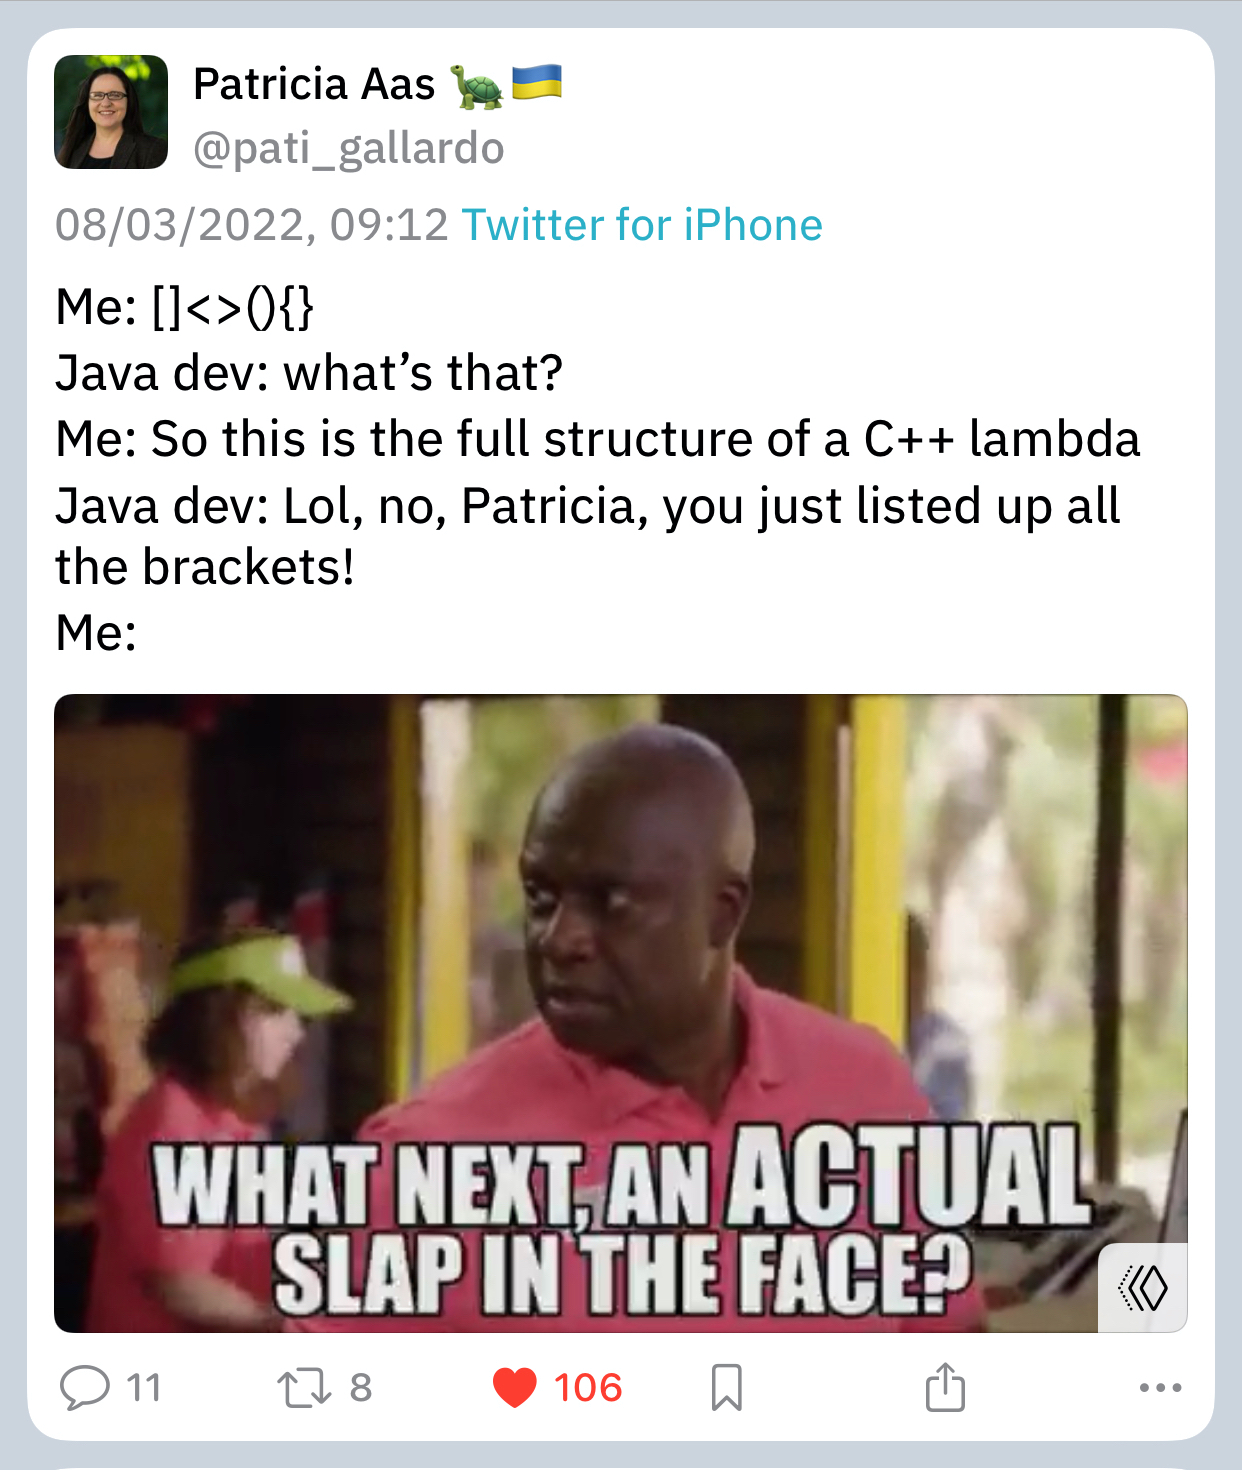 Patricia Aas 🐢🇺🇦
@pati_gallardo
08/03/2022, 09:12 Twitter for iPhone
Me: []<>(){}
Java dev: what’s that?
Me: So this is the full structure of a C++ lambda
Java dev: Lol, no, Patricia, you just listed up all
the brackets!
Me:
WHAT NEXT, AN ACTUAL
SLAP IN THE FACE?
11 8 106